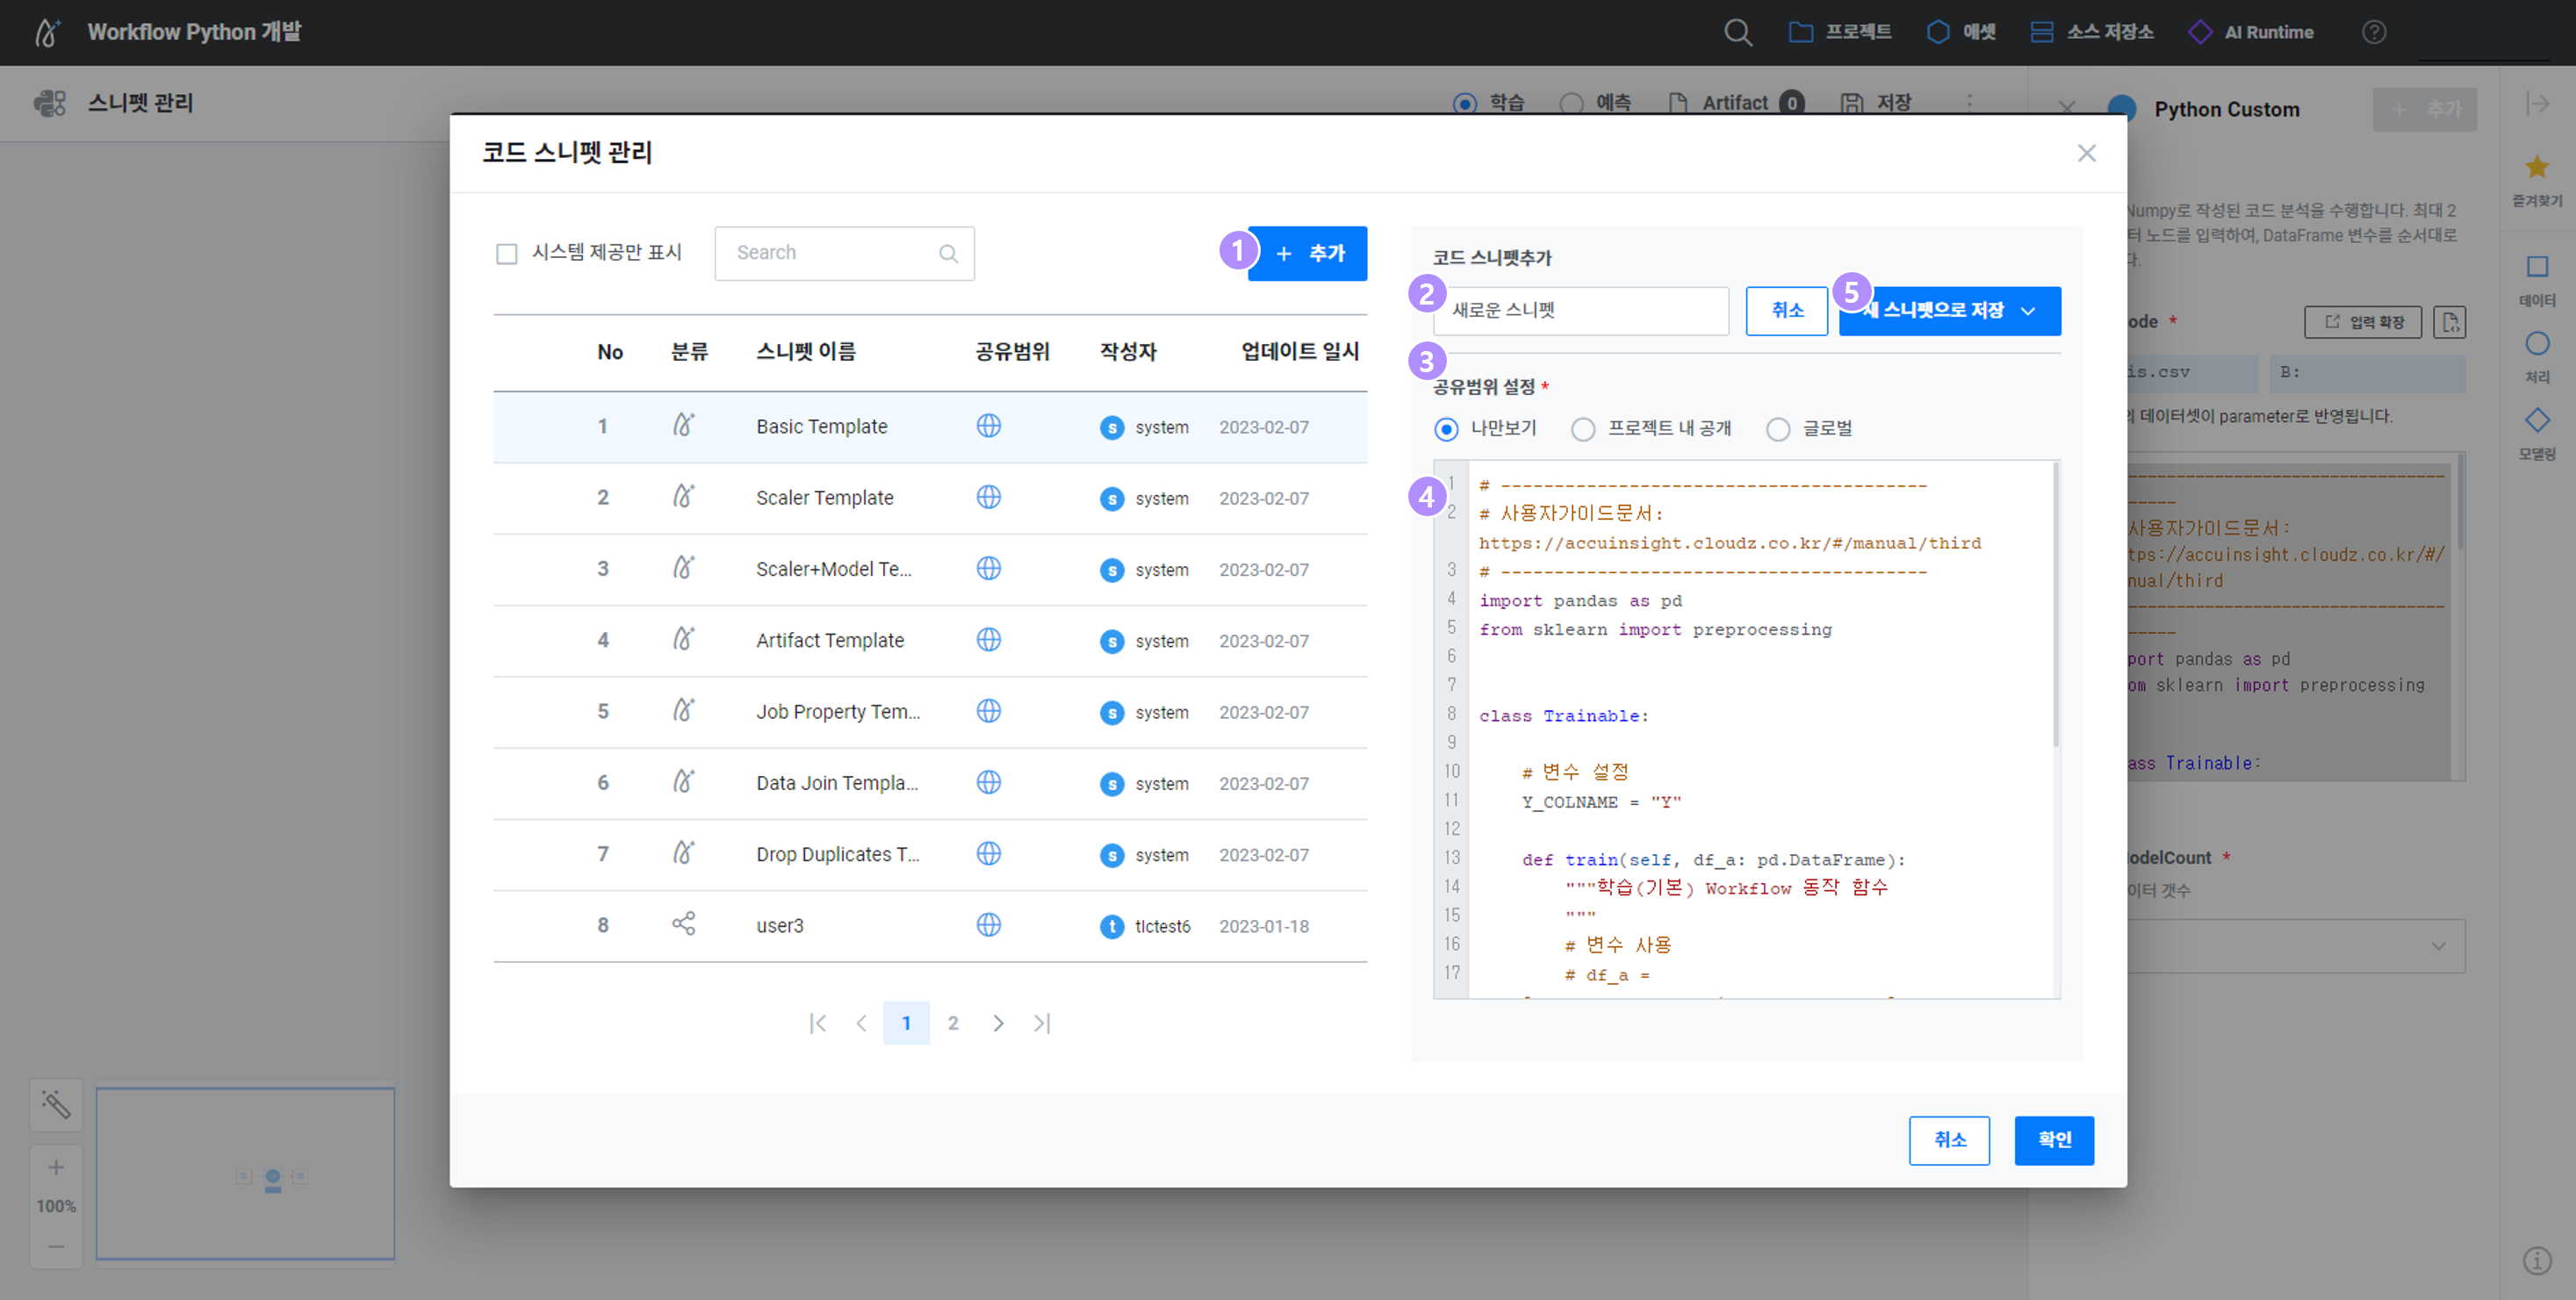 Workflow Python 개발
프로젝트
애셋
소스 저장소
AI Runtime
스니펫 관리
학습
예측
Artifact 0
저장
Python Custom
+ 추가
코드 스니펫 관리
시스템 제공만 표시
Search
1
+ 추가
No 분류 스니펫 이름 공유범위 작성자 업데이트 일시
1 Basic Template s system 2023-02-07
2 Scaler Template s system 2023-02-07
3 Scaler+Model Te... s system 2023-02-07
4 Artifact Template s system 2023-02-07
5 Job Property Tem... s system 2023-02-07
6 Data Join Templa... s system 2023-02-07
7 Drop Duplicates T... s system 2023-02-07
8 user3 t tlctest6 2023-01-18
1 2
코드 스니펫추가
2
새로운 스니펫
취소
5
새 스니펫으로 저장
3
공유범위 설정 *
나만보기
프로젝트 내 공개
글로벌
4
1 # ----------------------------------------
2 # 사용자가이드문서:
https://accuinsight.cloudz.co.kr/#/manual/third
3 # ----------------------------------------
4 import pandas as pd
5 from sklearn import preprocessing
6
7
8 class Trainable:
9
10 # 변수 설정
11 Y_COLNAME = "Y"
12
13 def train(self, df_a: pd.DataFrame):
14 """학습(기본) Workflow 동작 함수
15 """
16 # 변수 사용
17 # df_a =
취소
확인
Numpy로 작성된 코드 분석을 수행합니다. 최대 2
터 노드를 입력하여, DataFrame 변수를 순서대로
다.
ode *
입력 확장
is.csv
B:
의 데이터셋이 parameter로 반영됩니다.
----------------------------------
-----
사용자가이드문서:
tps://accuinsight.cloudz.co.kr/#/
nual/third
----------------------------------
-----
port pandas as pd
om sklearn import preprocessing
ass Trainable:
odelCount *
이터 갯수
즐겨찾기
데이터
처리
모델링
+
100%
−